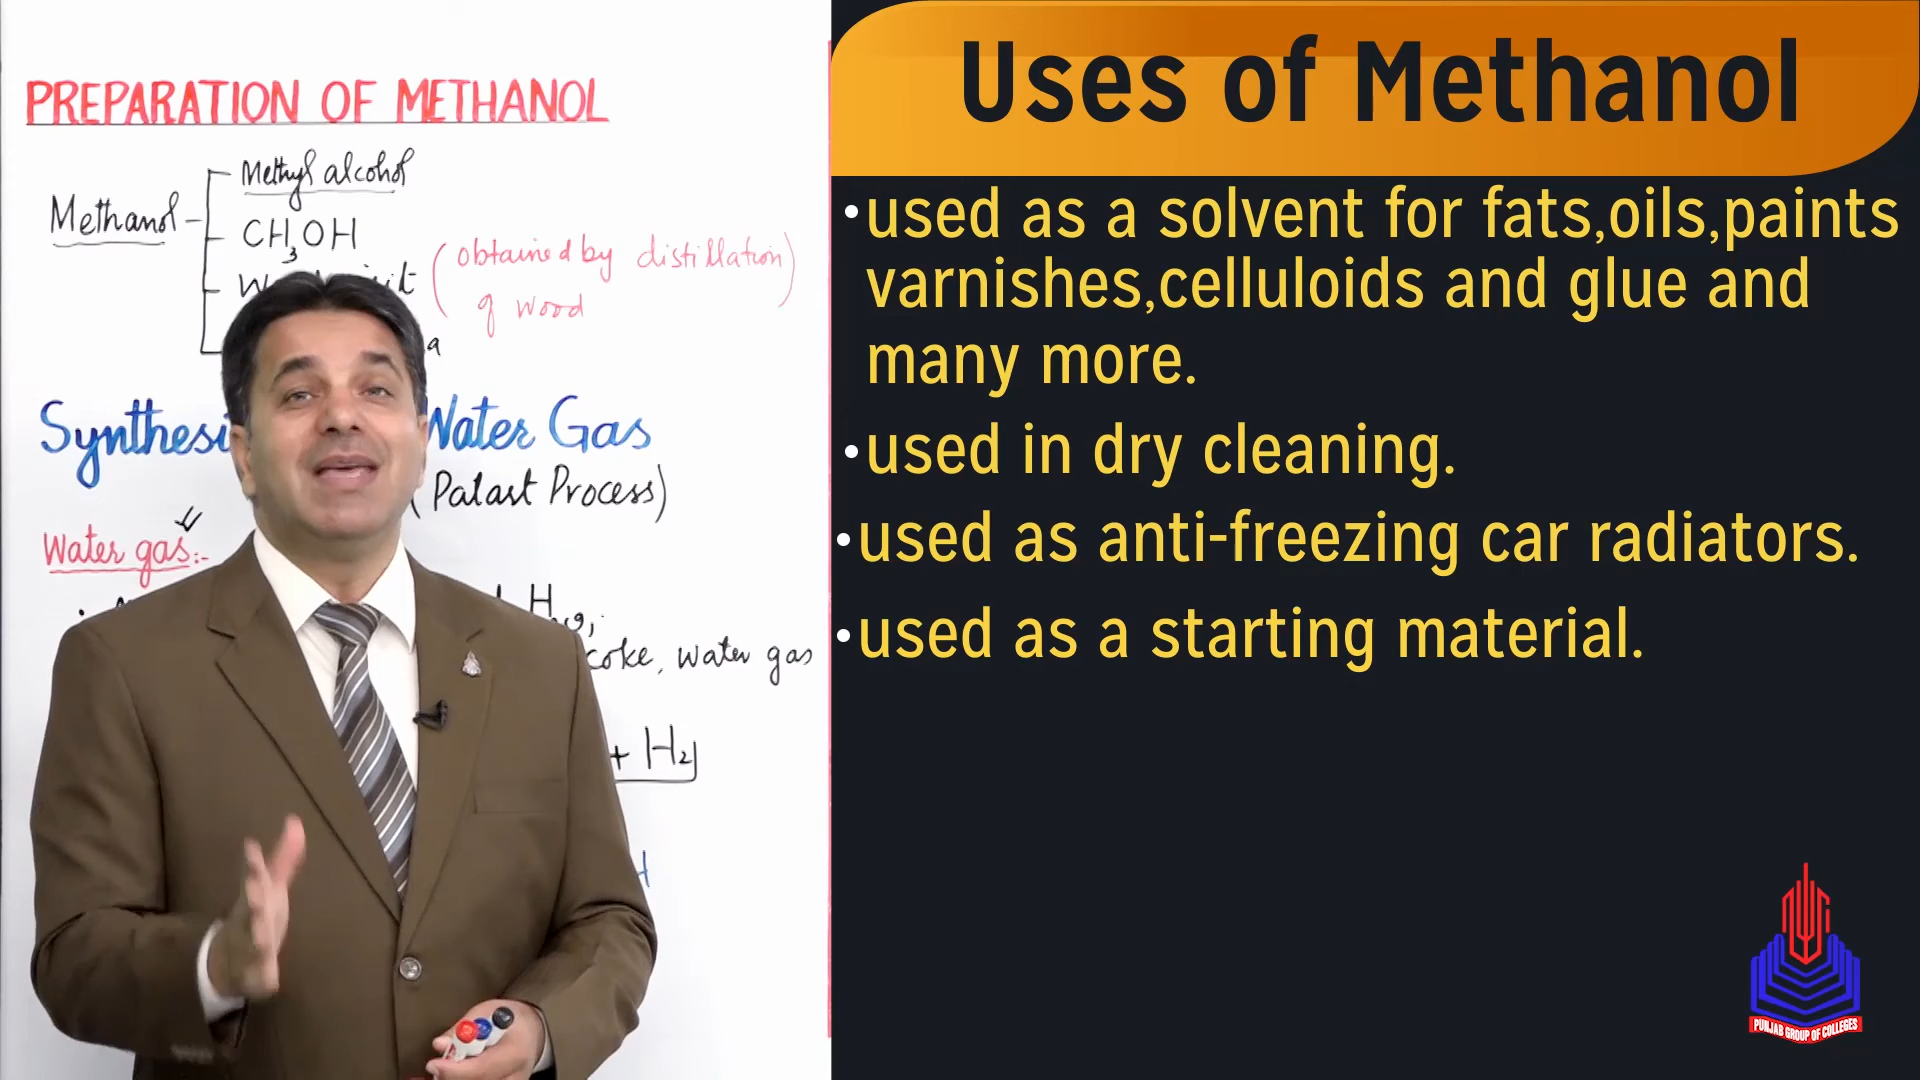 PREPARATION OF METHANOL
Methanol
Methyl alcohol
CH3OH
(obtained by distillation)
of wood
Water Gas
(Patart Process)
Water gas:-
coke, water gas
+ H2
Uses of Methanol
•used as a solvent for fats,oils,paints
varnishes,celluloids and glue and
many more.
•used in dry cleaning.
•used as anti-freezing car radiators.
•used as a starting material.
PUNJAB GROUP OF COLLEGES